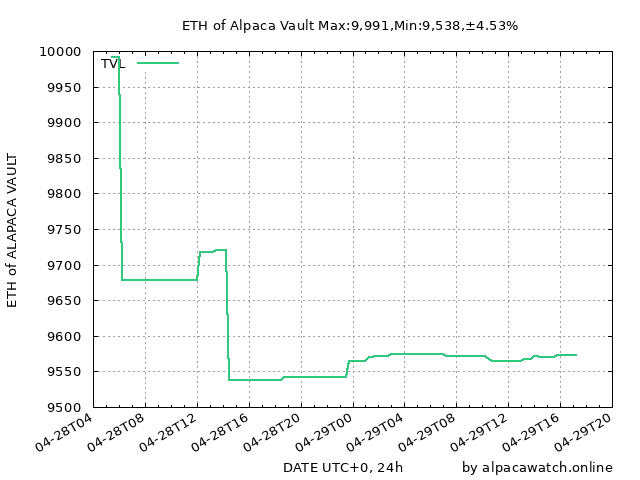 ETH of Alpaca Vault Max:9,991,Min:9,538,±4.53%
10000
9950
9900
9850
9800
9750
9700
9650
9600
9550
9500
ETH of ALAPACA VAULT
TVL
04-28T04
04-28T08
04-28T12
04-28T16
04-28T20
04-29T00
04-29T04
04-29T08
04-29T12
04-29T16
04-29T20
DATE UTC+0, 24h
by alpacawatch.online